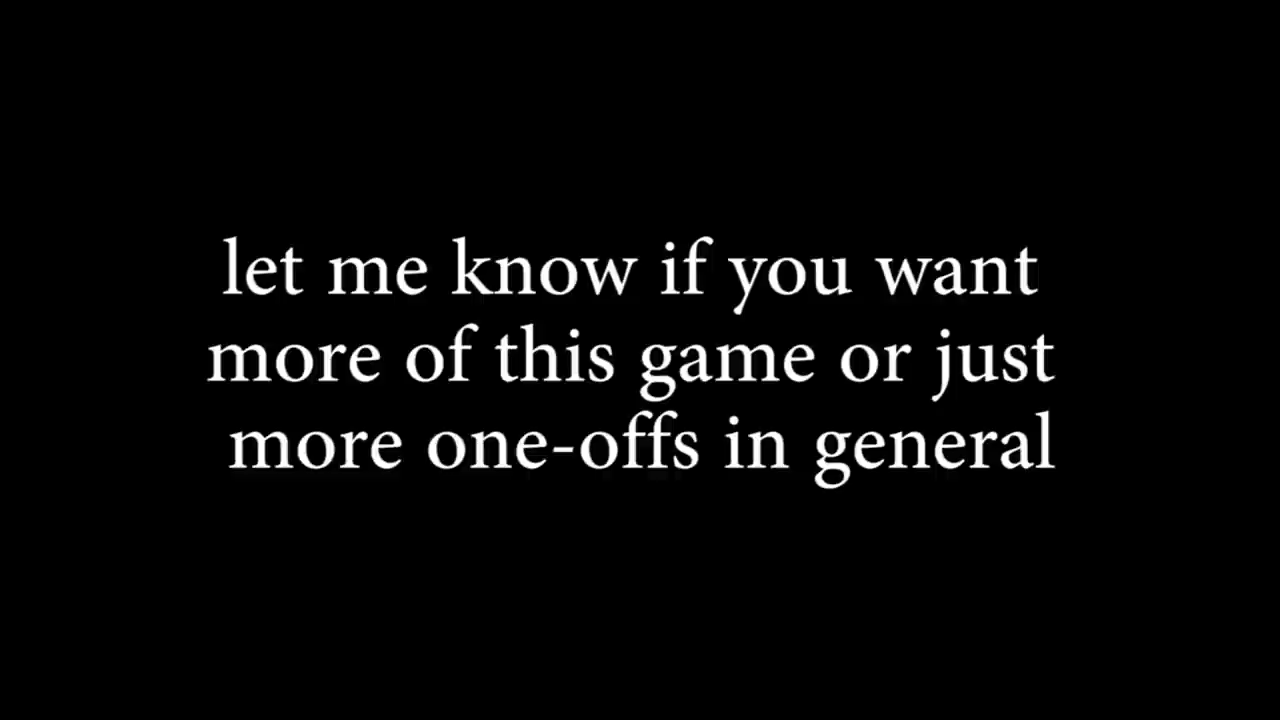 let me know if you want
more of this game or just
more one-offs in general